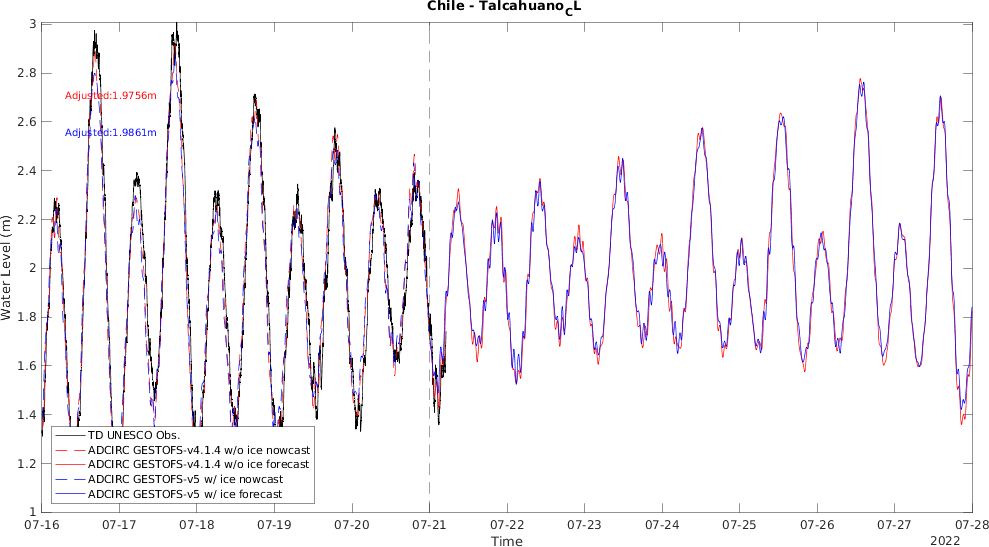 Chile - Talcahuano_CL
3
2.8
2.6
2.4
2.2
2
1.8
1.6
1.4
1.2
1
Water Level (m)
Adjusted:1.9756m
Adjusted:1.9861m
TD UNESCO Obs.
ADCIRC GESTOFS-v4.1.4 w/o ice nowcast
ADCIRC GESTOFS-v4.1.4 w/o ice forecast
ADCIRC GESTOFS-v5 w/ ice nowcast
ADCIRC GESTOFS-v5 w/ ice forecast
07-16 07-17 07-18 07-19 07-20 07-21 07-22 07-23 07-24 07-25 07-26 07-27 07-28
Time
2022